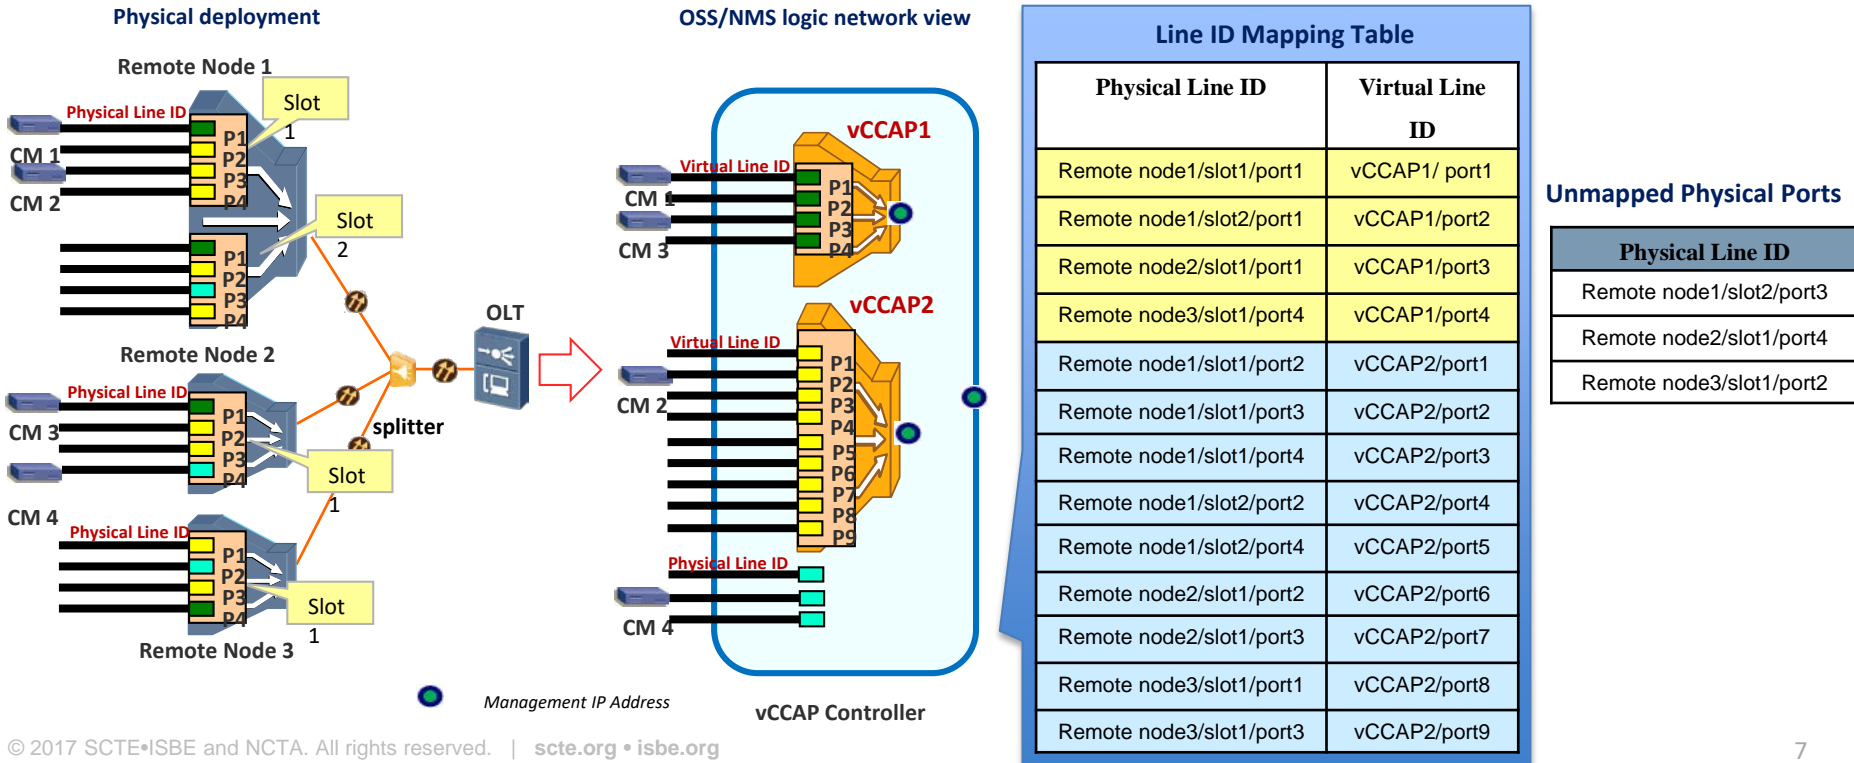 Physical deployment
Remote Node 1
Physical Line ID
Slot
1
P1
P2
P3
P4
CM 1
CM 2
Slot
2
P1
P2
P3
P4
Remote Node 2
Physical Line ID
P1
P2
P3
P4
CM 3
CM 4
Slot
1
splitter
OLT
Physical Line ID
P1
P2
P3
P4
Slot
1
Remote Node 3
OSS/NMS logic network view
vCCAP1
Virtual Line ID
P1
P2
P3
P4
CM 1
CM 3
vCCAP2
Virtual Line ID
P1
P2
P3
P4
P5
P6
P7
P8
P9
CM 2
Physical Line ID
CM 4
Management IP Address
vCCAP Controller
Line ID Mapping Table
Physical Line ID Virtual Line
ID
Remote node1/slot1/port1 vCCAP1/ port1
Remote node1/slot2/port1 vCCAP1/port2
Remote node2/slot1/port1 vCCAP1/port3
Remote node3/slot1/port4 vCCAP1/port4
Remote node1/slot1/port2 vCCAP2/port1
Remote node1/slot1/port3 vCCAP2/port2
Remote node1/slot1/port4 vCCAP2/port3
Remote node1/slot2/port2 vCCAP2/port4
Remote node1/slot2/port4 vCCAP2/port5
Remote node2/slot1/port2 vCCAP2/port6
Remote node2/slot1/port3 vCCAP2/port7
Remote node3/slot1/port1 vCCAP2/port8
Remote node3/slot1/port3 vCCAP2/port9
Unmapped Physical Ports
Physical Line ID
Remote node1/slot2/port3
Remote node2/slot1/port4
Remote node3/slot1/port2
© 2017 SCTE•ISBE and NCTA. All rights reserved. | scte.org • isbe.org
7